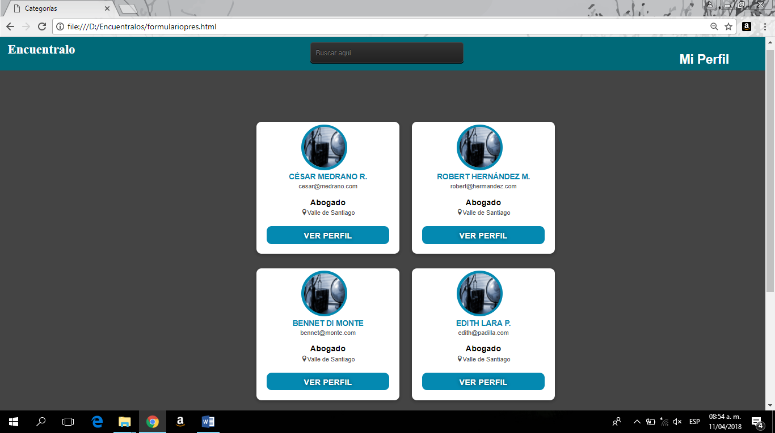 Categorías
file:///D:/Encuentralos/formulariopres.html
Encuentralo
Buscar aquí
Mi Perfil
CÉSAR MEDRANO R.
cesar@medrano.com
Abogado
Valle de Santiago
VER PERFIL
ROBERT HERNÁNDEZ M.
robert@hernandez.com
Abogado
Valle de Santiago
VER PERFIL
BENNET DI MONTE
bennet@monte.com
Abogado
Valle de Santiago
VER PERFIL
EDITH LARA P.
edith@padilla.com
Abogado
Valle de Santiago
VER PERFIL
ESP
08:54 a. m.
11/04/2018
4